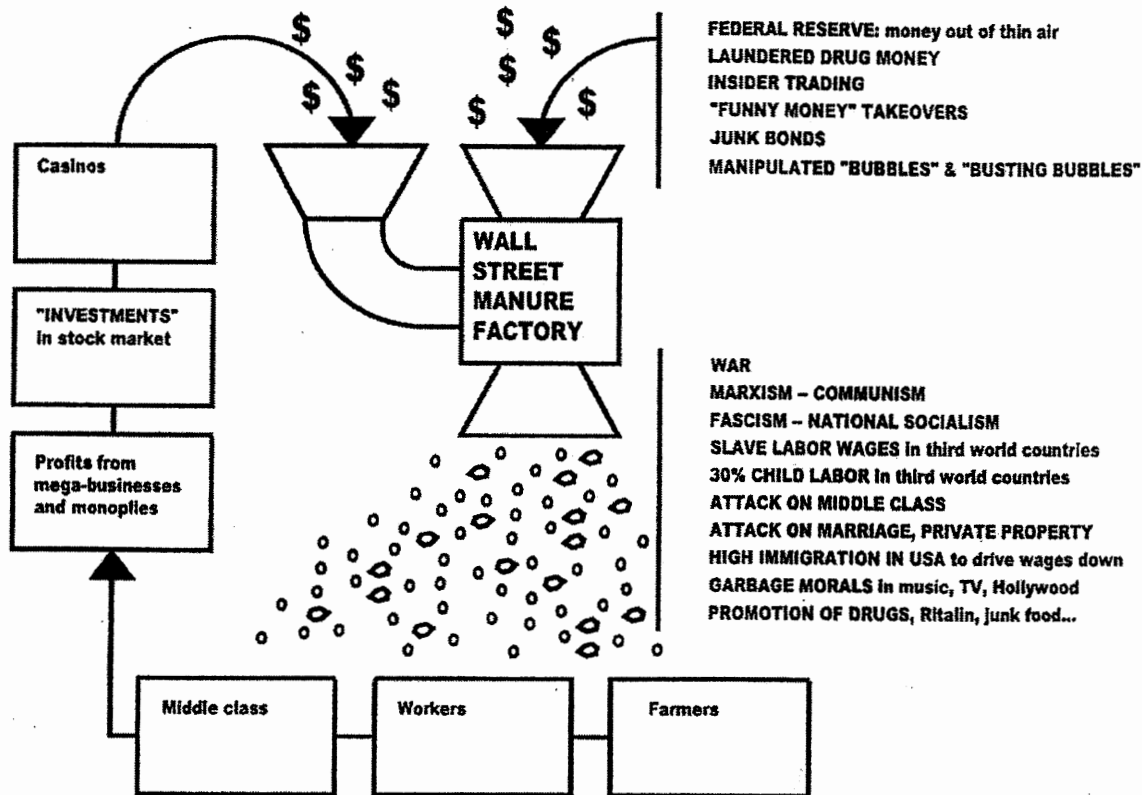 FEDERAL RESERVE: money out of thin air
LAUNDERED DRUG MONEY
INSIDER TRADING
"FUNNY MONEY" TAKEOVERS
JUNK BONDS
MANIPULATED "BUBBLES" & "BUSTING BUBBLES"
$
$
$
$
$
$
$
$
$
Casinos
WALL
STREET
MANURE
FACTORY
"INVESTMENTS"
in stock market
Profits from
mega-businesses
and monoplies
WAR
MARXISM – COMMUNISM
FASCISM – NATIONAL SOCIALISM
SLAVE LABOR WAGES in third world countries
30% CHILD LABOR in third world countries
ATTACK ON MIDDLE CLASS
ATTACK ON MARRIAGE, PRIVATE PROPERTY
HIGH IMMIGRATION IN USA to drive wages down
GARBAGE MORALS in music, TV, Hollywood
PROMOTION OF DRUGS, Ritalin, junk food...
Middle class
Workers
Farmers